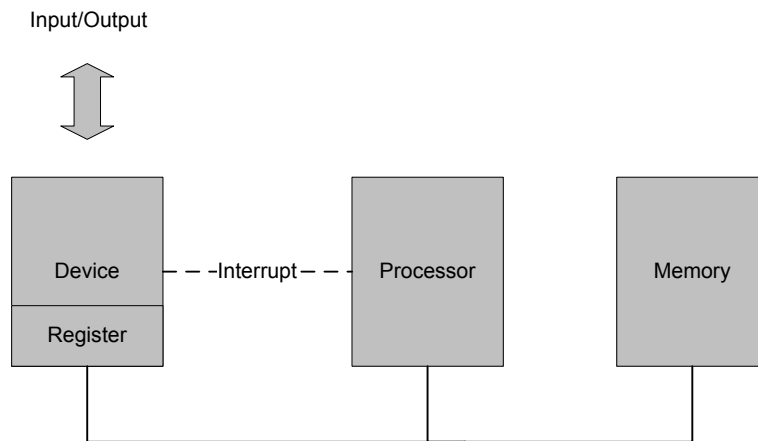 Input/Output
Device
Interrupt
Processor
Memory
Register